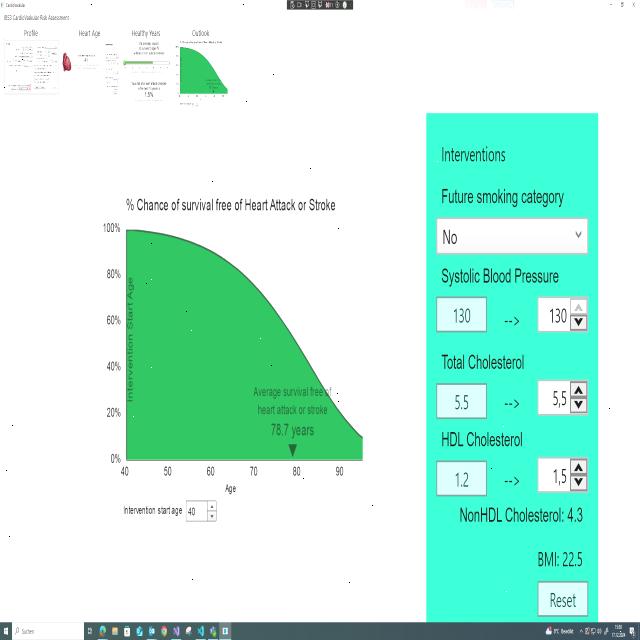 CardioVaskular
Profile
Heart Age
Healthy Years
Outlook
Interventions
Future smoking category
No
Systolic Blood Pressure
130 --> 130
Total Cholesterol
5.5 --> 5,5
HDL Cholesterol
1.2 --> 1,5
NonHDL Cholesterol: 4.3
BMI: 22.5
Reset
% Chance of survival free of Heart Attack or Stroke
100%
80%
60%
40%
20%
0%
Intervention Start Age
Average survival free of
heart attack or stroke
78.7 years
40 50 60 70 80 90
Age
Intervention start age 40
Suchen